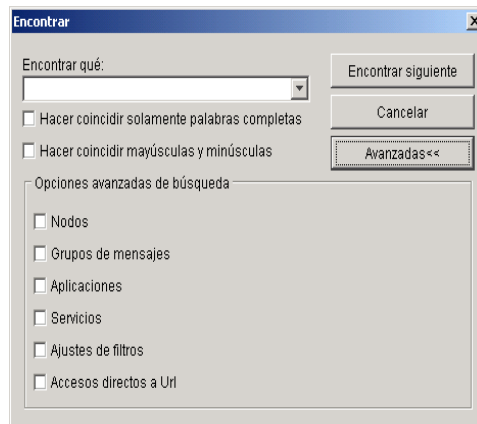 Encontrar
Encontrar qué:
Encontrar siguiente
Hacer coincidir solamente palabras completas
Cancelar
Hacer coincidir mayúsculas y minúsculas
Avanzadas<<
Opciones avanzadas de búsqueda
Nodos
Grupos de mensajes
Aplicaciones
Servicios
Ajustes de filtros
Accesos directos a Url